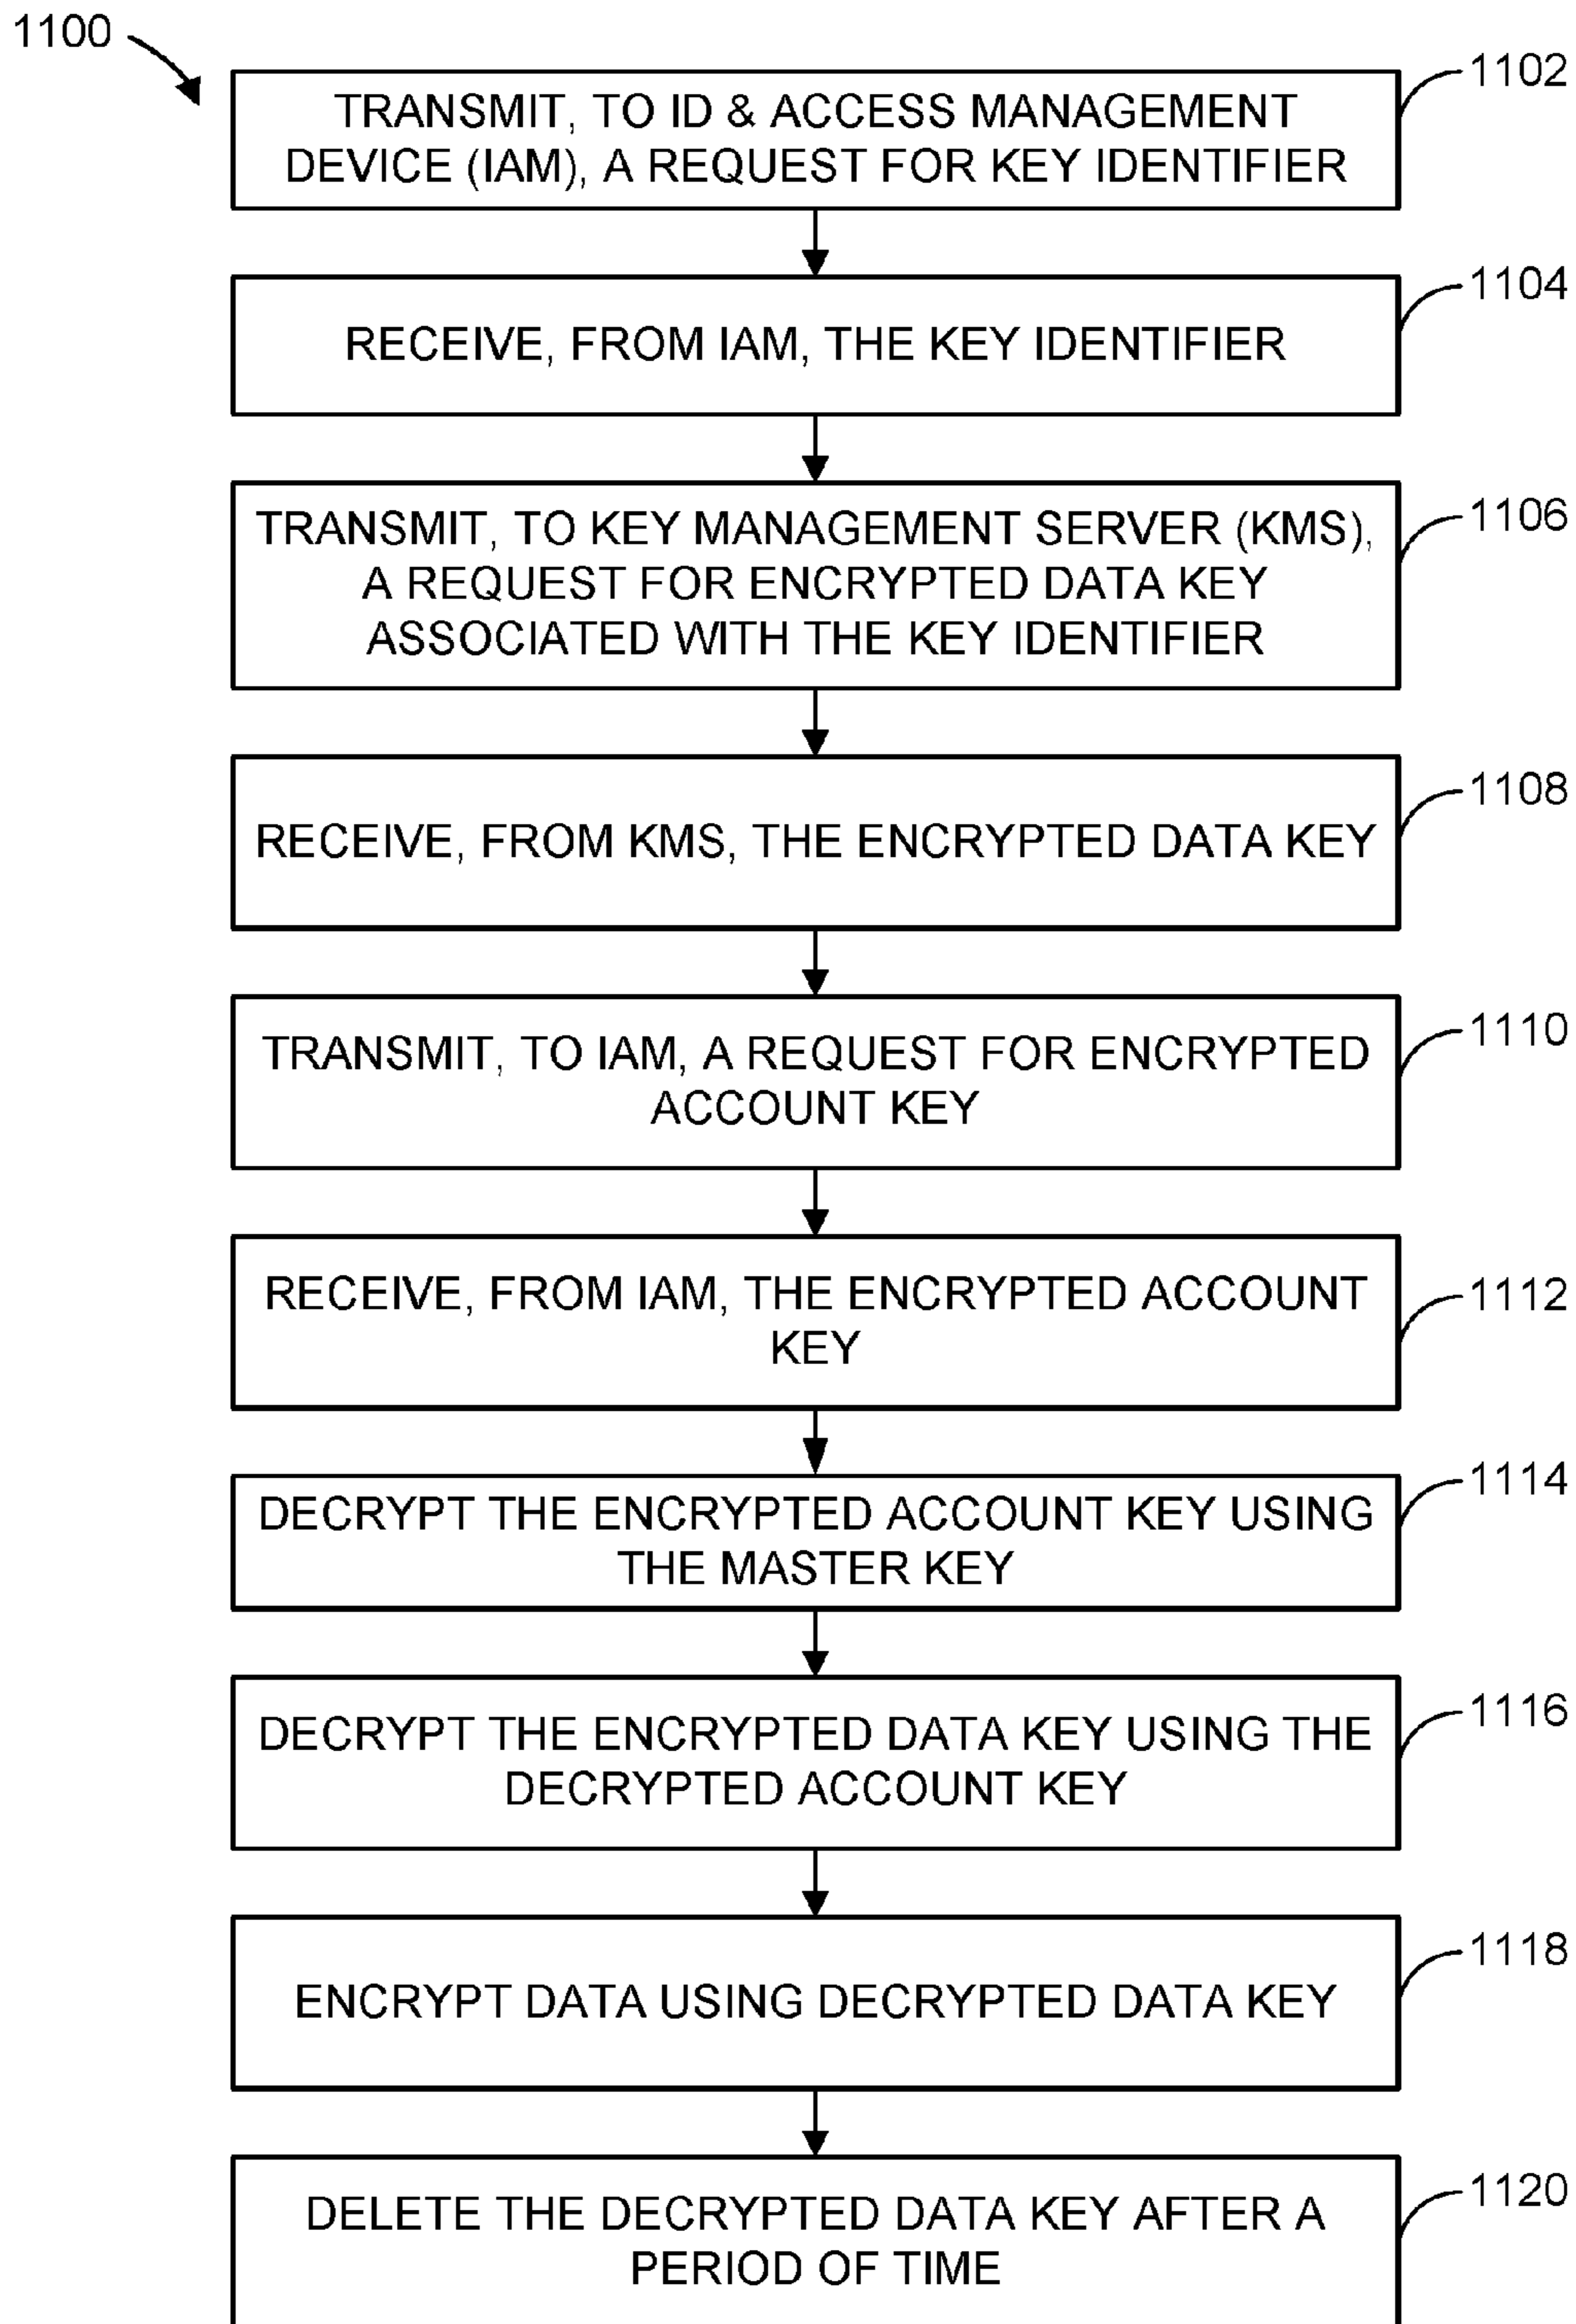 1100
1102
TRANSMIT, TO ID & ACCESS MANAGEMENT
DEVICE (IAM), A REQUEST FOR KEY IDENTIFIER
1104
RECEIVE, FROM IAM, THE KEY IDENTIFIER
1106
TRANSMIT, TO KEY MANAGEMENT SERVER (KMS),
A REQUEST FOR ENCRYPTED DATA KEY
ASSOCIATED WITH THE KEY IDENTIFIER
1108
RECEIVE, FROM KMS, THE ENCRYPTED DATA KEY
1110
TRANSMIT, TO IAM, A REQUEST FOR ENCRYPTED
ACCOUNT KEY
1112
RECEIVE, FROM IAM, THE ENCRYPTED ACCOUNT
KEY
1114
DECRYPT THE ENCRYPTED ACCOUNT KEY USING
THE MASTER KEY
1116
DECRYPT THE ENCRYPTED DATA KEY USING THE
DECRYPTED ACCOUNT KEY
1118
ENCRYPT DATA USING DECRYPTED DATA KEY
1120
DELETE THE DECRYPTED DATA KEY AFTER A
PERIOD OF TIME